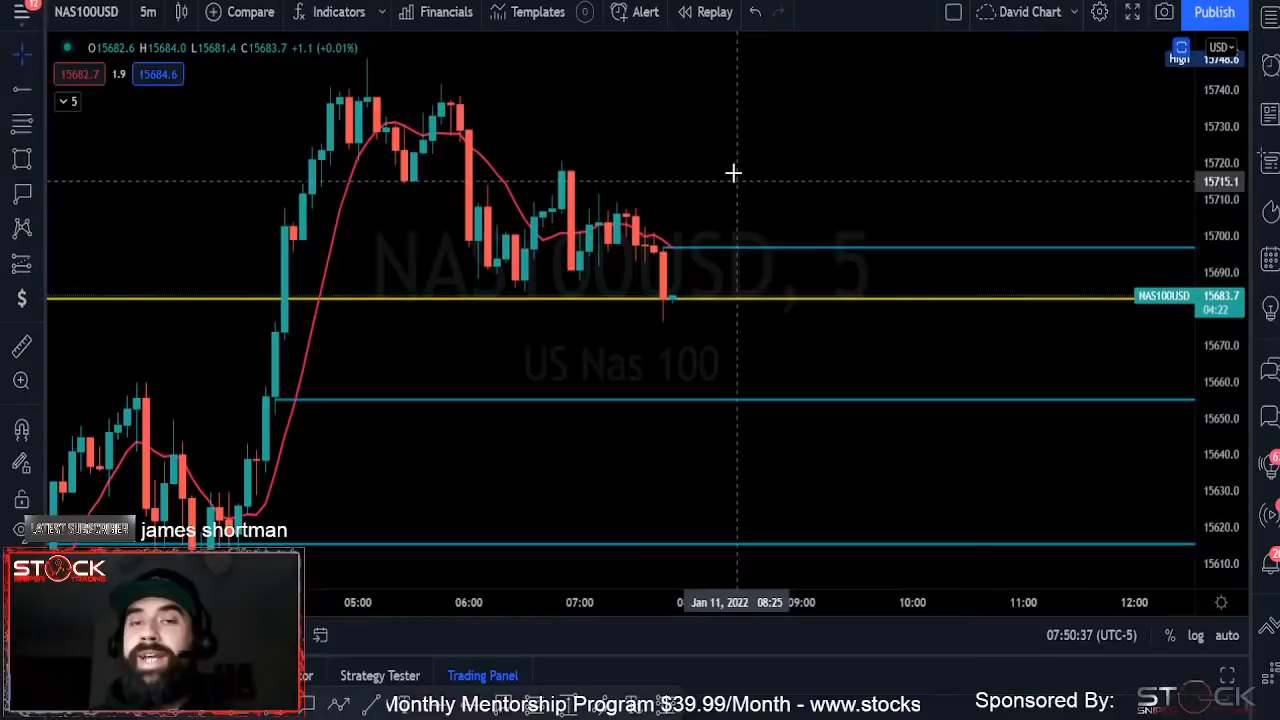 12
NAS100USD 5m Compare Indicators Financials Templates Alert Replay David Chart Publish
O15682.6 H15684.0 L15681.4 C15683.7 +1.1 (+0.01%)
USD
High 15748.6
15682.7 1.9 15684.6
5
15740.0
15730.0
15720.0
15715.1
15710.0
15700.0
15690.0
NAS100USD, 5
NAS100USD 15683.7
04:22
15670.0
US Nas 100
15660.0
15650.0
15640.0
15630.0
15620.0
15610.0
LATEST SUBSCRIBER james shortman
STOCK
05:00 06:00 07:00 Jan 11, 2022 08:25 09:00 10:00 11:00 12:00
07:50:37 (UTC-5) % log auto
Strategy Tester Trading Panel
Monthly Mentorship Program $39.99/Month - www.stocks
Sponsored By: STOCK